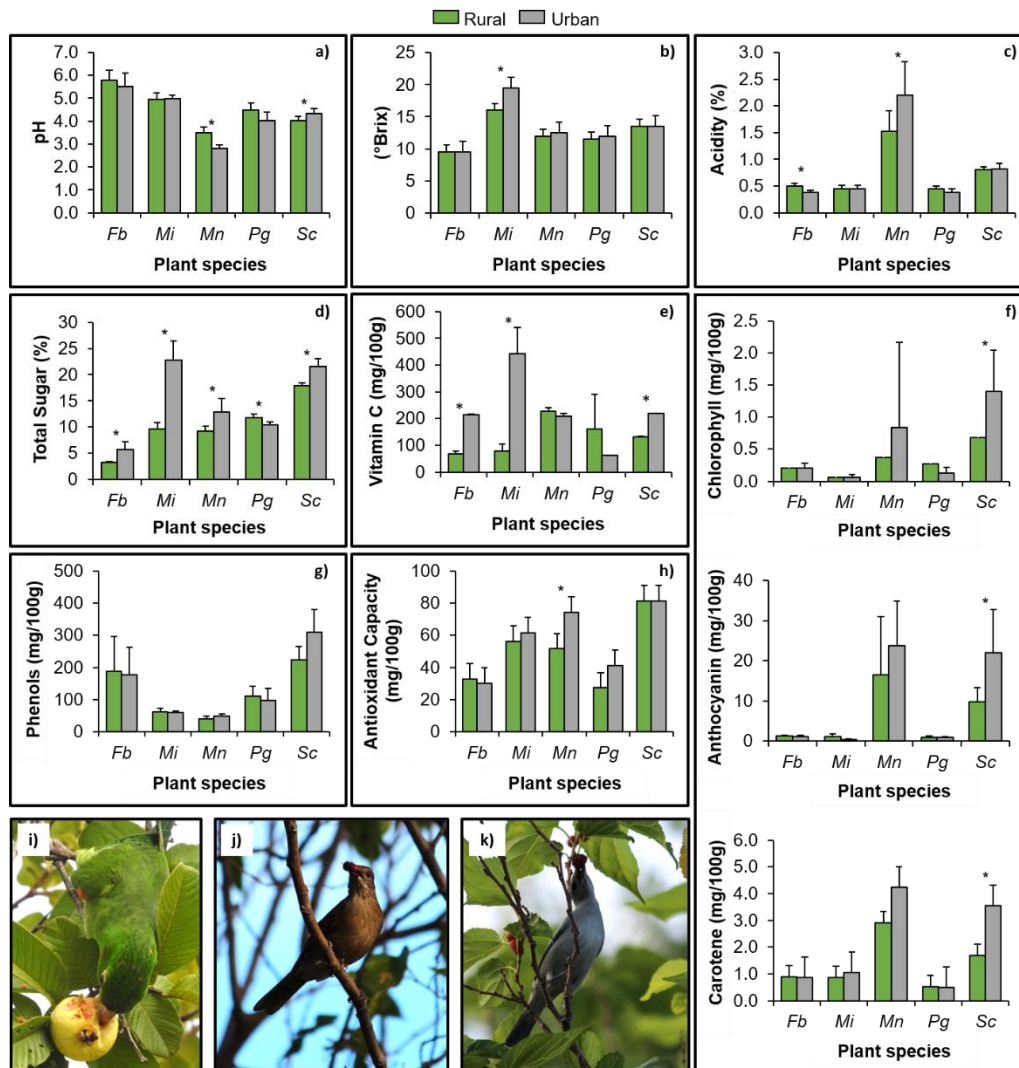 Rural Urban
a)
pH
7.0
6.0
5.0
4.0
3.0
2.0
1.0
0.0
*
*
Fb Mi Mn Pg Sc
Plant species
b)
(°Brix)
25
20
15
10
5
0
*
Fb Mi Mn Pg Sc
Plant species
c)
Acidity (%)
3.0
2.5
2.0
1.5
1.0
0.5
0.0
*
*
Fb Mi Mn Pg Sc
Plant species
d)
Total Sugar (%)
30
25
20
15
10
5
0
*
*
*
*
*
Fb Mi Mn Pg Sc
Plant species
e)
Vitamin C (mg/100g)
600
500
400
300
200
100
0
*
*
*
Fb Mi Mn Pg Sc
Plant species
f)
Chlorophyll (mg/100g)
2.5
2.0
1.5
1.0
0.5
0.0
*
Fb Mi Mn Pg Sc
Plant species
g)
Phenols (mg/100g)
500
400
300
200
100
0
Fb Mi Mn Pg Sc
Plant species
h)
Antioxidant Capacity
(mg/100g)
100
80
60
40
20
0
*
Fb Mi Mn Pg Sc
Plant species
Anthocyanin (mg/100g)
40
30
20
10
0
*
Fb Mi Mn Pg Sc
Plant species
i)
j)
k)
Carotene (mg/100g)
6.0
5.0
4.0
3.0
2.0
1.0
0.0
*
Fb Mi Mn Pg Sc
Plant species